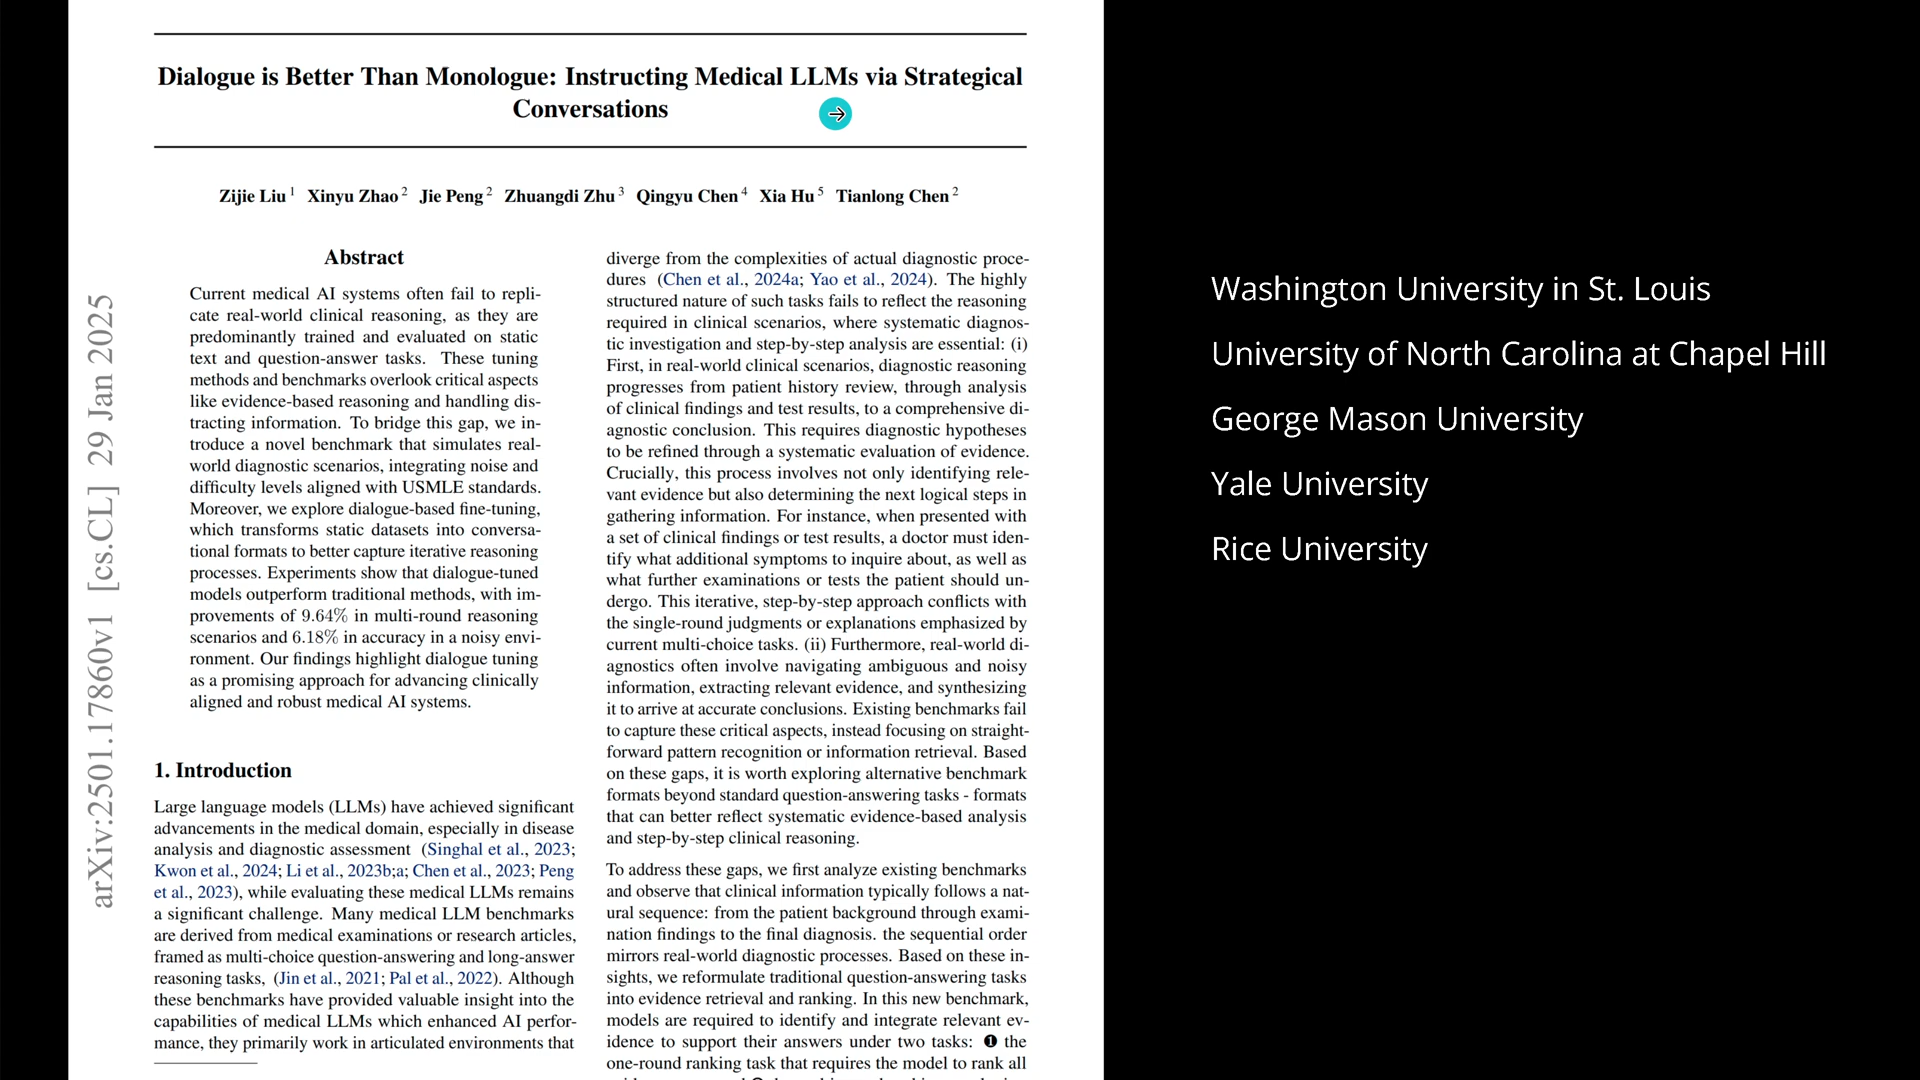 Dialogue is Better Than Monologue: Instructing Medical LLMs via Strategical
Conversations
Zijie Liu 1 Xinyu Zhao 2 Jie Peng 2 Zhuangdi Zhu 3 Qingyu Chen 4 Xia Hu 5 Tianlong Chen 2
arXiv:2501.17860v1 [cs.CL] 29 Jan 2025
Abstract
Current medical AI systems often fail to repli-
cate real-world clinical reasoning, as they are
predominantly trained and evaluated on static
text and question-answer tasks. These tuning
methods and benchmarks overlook critical aspects
like evidence-based reasoning and handling dis-
tracting information. To bridge this gap, we in-
troduce a novel benchmark that simulates real-
world diagnostic scenarios, integrating noise and
difficulty levels aligned with USMLE standards.
Moreover, we explore dialogue-based fine-tuning,
which transforms static datasets into conversa-
tional formats to better capture iterative reasoning
processes. Experiments show that dialogue-tuned
models outperform traditional methods, with im-
provements of 9.64% in multi-round reasoning
scenarios and 6.18% in accuracy in a noisy envi-
ronment. Our findings highlight dialogue tuning
as a promising approach for advancing clinically
aligned and robust medical AI systems.
1. Introduction
Large language models (LLMs) have achieved significant
advancements in the medical domain, especially in disease
analysis and diagnostic assessment (Singhal et al., 2023;
Kwon et al., 2024; Li et al., 2023b;a; Chen et al., 2023; Peng
et al., 2023), while evaluating these medical LLMs remains
a significant challenge. Many medical LLM benchmarks
are derived from medical examinations or research articles,
framed as multi-choice question-answering and long-answer
reasoning tasks, (Jin et al., 2021; Pal et al., 2022). Although
these benchmarks have provided valuable insight into the
capabilities of medical LLMs which enhanced AI perfor-
mance, they primarily work in articulated environments that
diverge from the complexities of actual diagnostic proce-
dures (Chen et al., 2024a; Yao et al., 2024). The highly
structured nature of such tasks fails to reflect the reasoning
required in clinical scenarios, where systematic diagnos-
tic investigation and step-by-step analysis are essential: (i)
First, in real-world clinical scenarios, diagnostic reasoning
progresses from patient history review, through analysis
of clinical findings and test results, to a comprehensive di-
agnostic conclusion. This requires diagnostic hypotheses
to be refined through a systematic evaluation of evidence.
Crucially, this process involves not only identifying rele-
vant evidence but also determining the next logical steps in
gathering information. For instance, when presented with
a set of clinical findings or test results, a doctor must iden-
tify what additional symptoms to inquire about, as well as
what further examinations or tests the patient should un-
dergo. This iterative, step-by-step approach conflicts with
the single-round judgments or explanations emphasized by
current multi-choice tasks. (ii) Furthermore, real-world di-
agnostics often involve navigating ambiguous and noisy
information, extracting relevant evidence, and synthesizing
it to arrive at accurate conclusions. Existing benchmarks fail
to capture these critical aspects, instead focusing on straight-
forward pattern recognition or information retrieval. Based
on these gaps, it is worth exploring alternative benchmark
formats beyond standard question-answering tasks - formats
that can better reflect systematic evidence-based analysis
and step-by-step clinical reasoning.
To address these gaps, we first analyze existing benchmarks
and observe that clinical information typically follows a nat-
ural sequence: from the patient background through exami-
nation findings to the final diagnosis. the sequential order
mirrors real-world diagnostic processes. Based on these in-
sights, we reformulate traditional question-answering tasks
into evidence retrieval and ranking. In this new benchmark,
models are required to identify and integrate relevant ev-
idence to support their answers under two tasks: ❶ the
one-round ranking task that requires the model to rank all
Washington University in St. Louis
University of North Carolina at Chapel Hill
George Mason University
Yale University
Rice University